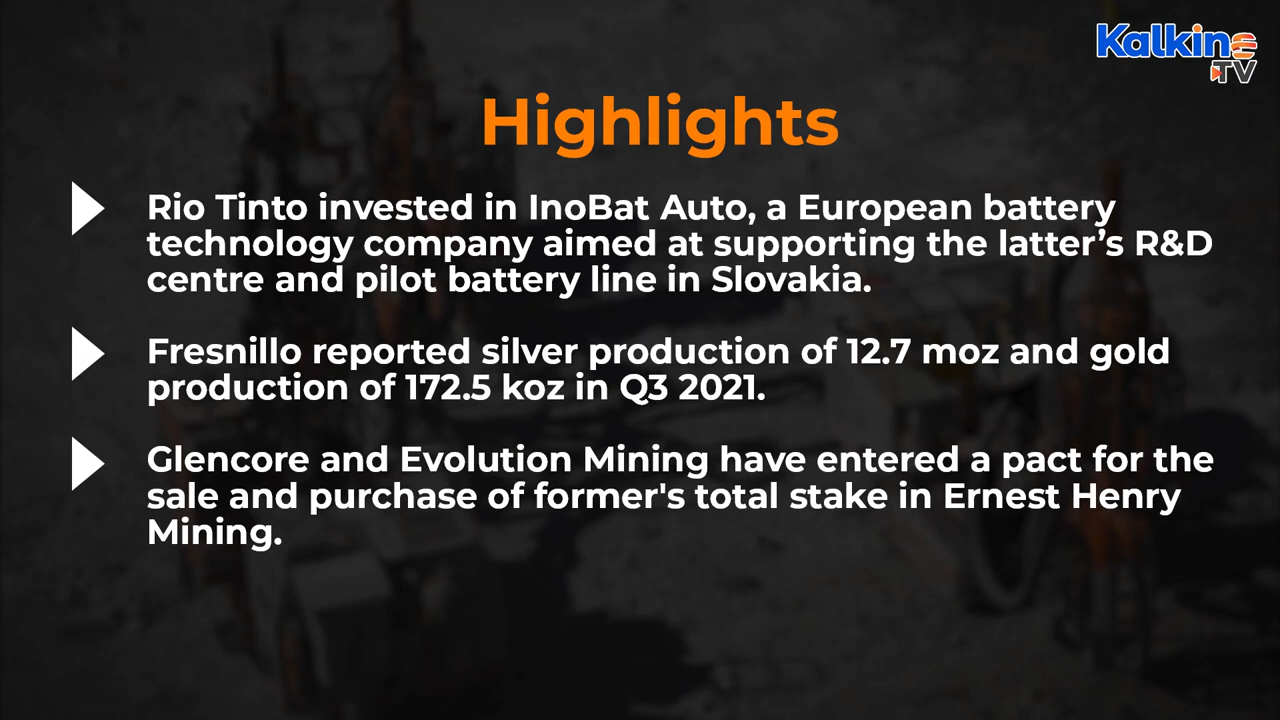 Kalkine
TV
Highlights
Rio Tinto invested in InoBat Auto, a European battery
technology company aimed at supporting the latter’s R&D
centre and pilot battery line in Slovakia.
Fresnillo reported silver production of 12.7 moz and gold
production of 172.5 koz in Q3 2021.
Glencore and Evolution Mining have entered a pact for the
sale and purchase of former's total stake in Ernest Henry
Mining.